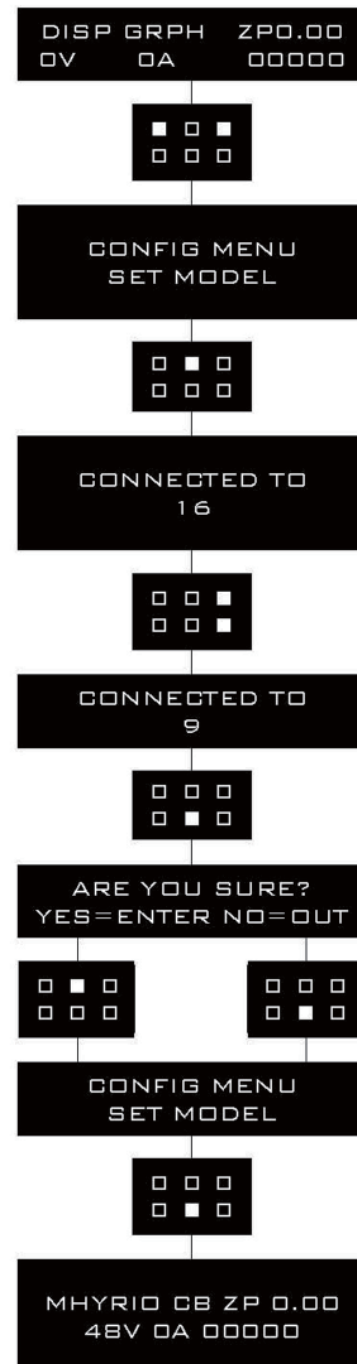 DISP GRPH ZP0.00
0V 0A 00000
CONFIG MENU
SET MODEL
CONNECTED TO
16
CONNECTED TO
9
ARE YOU SURE?
YES=ENTER NO=OUT
CONFIG MENU
SET MODEL
MHYRIO CB ZP 0.00
48V 0A 00000